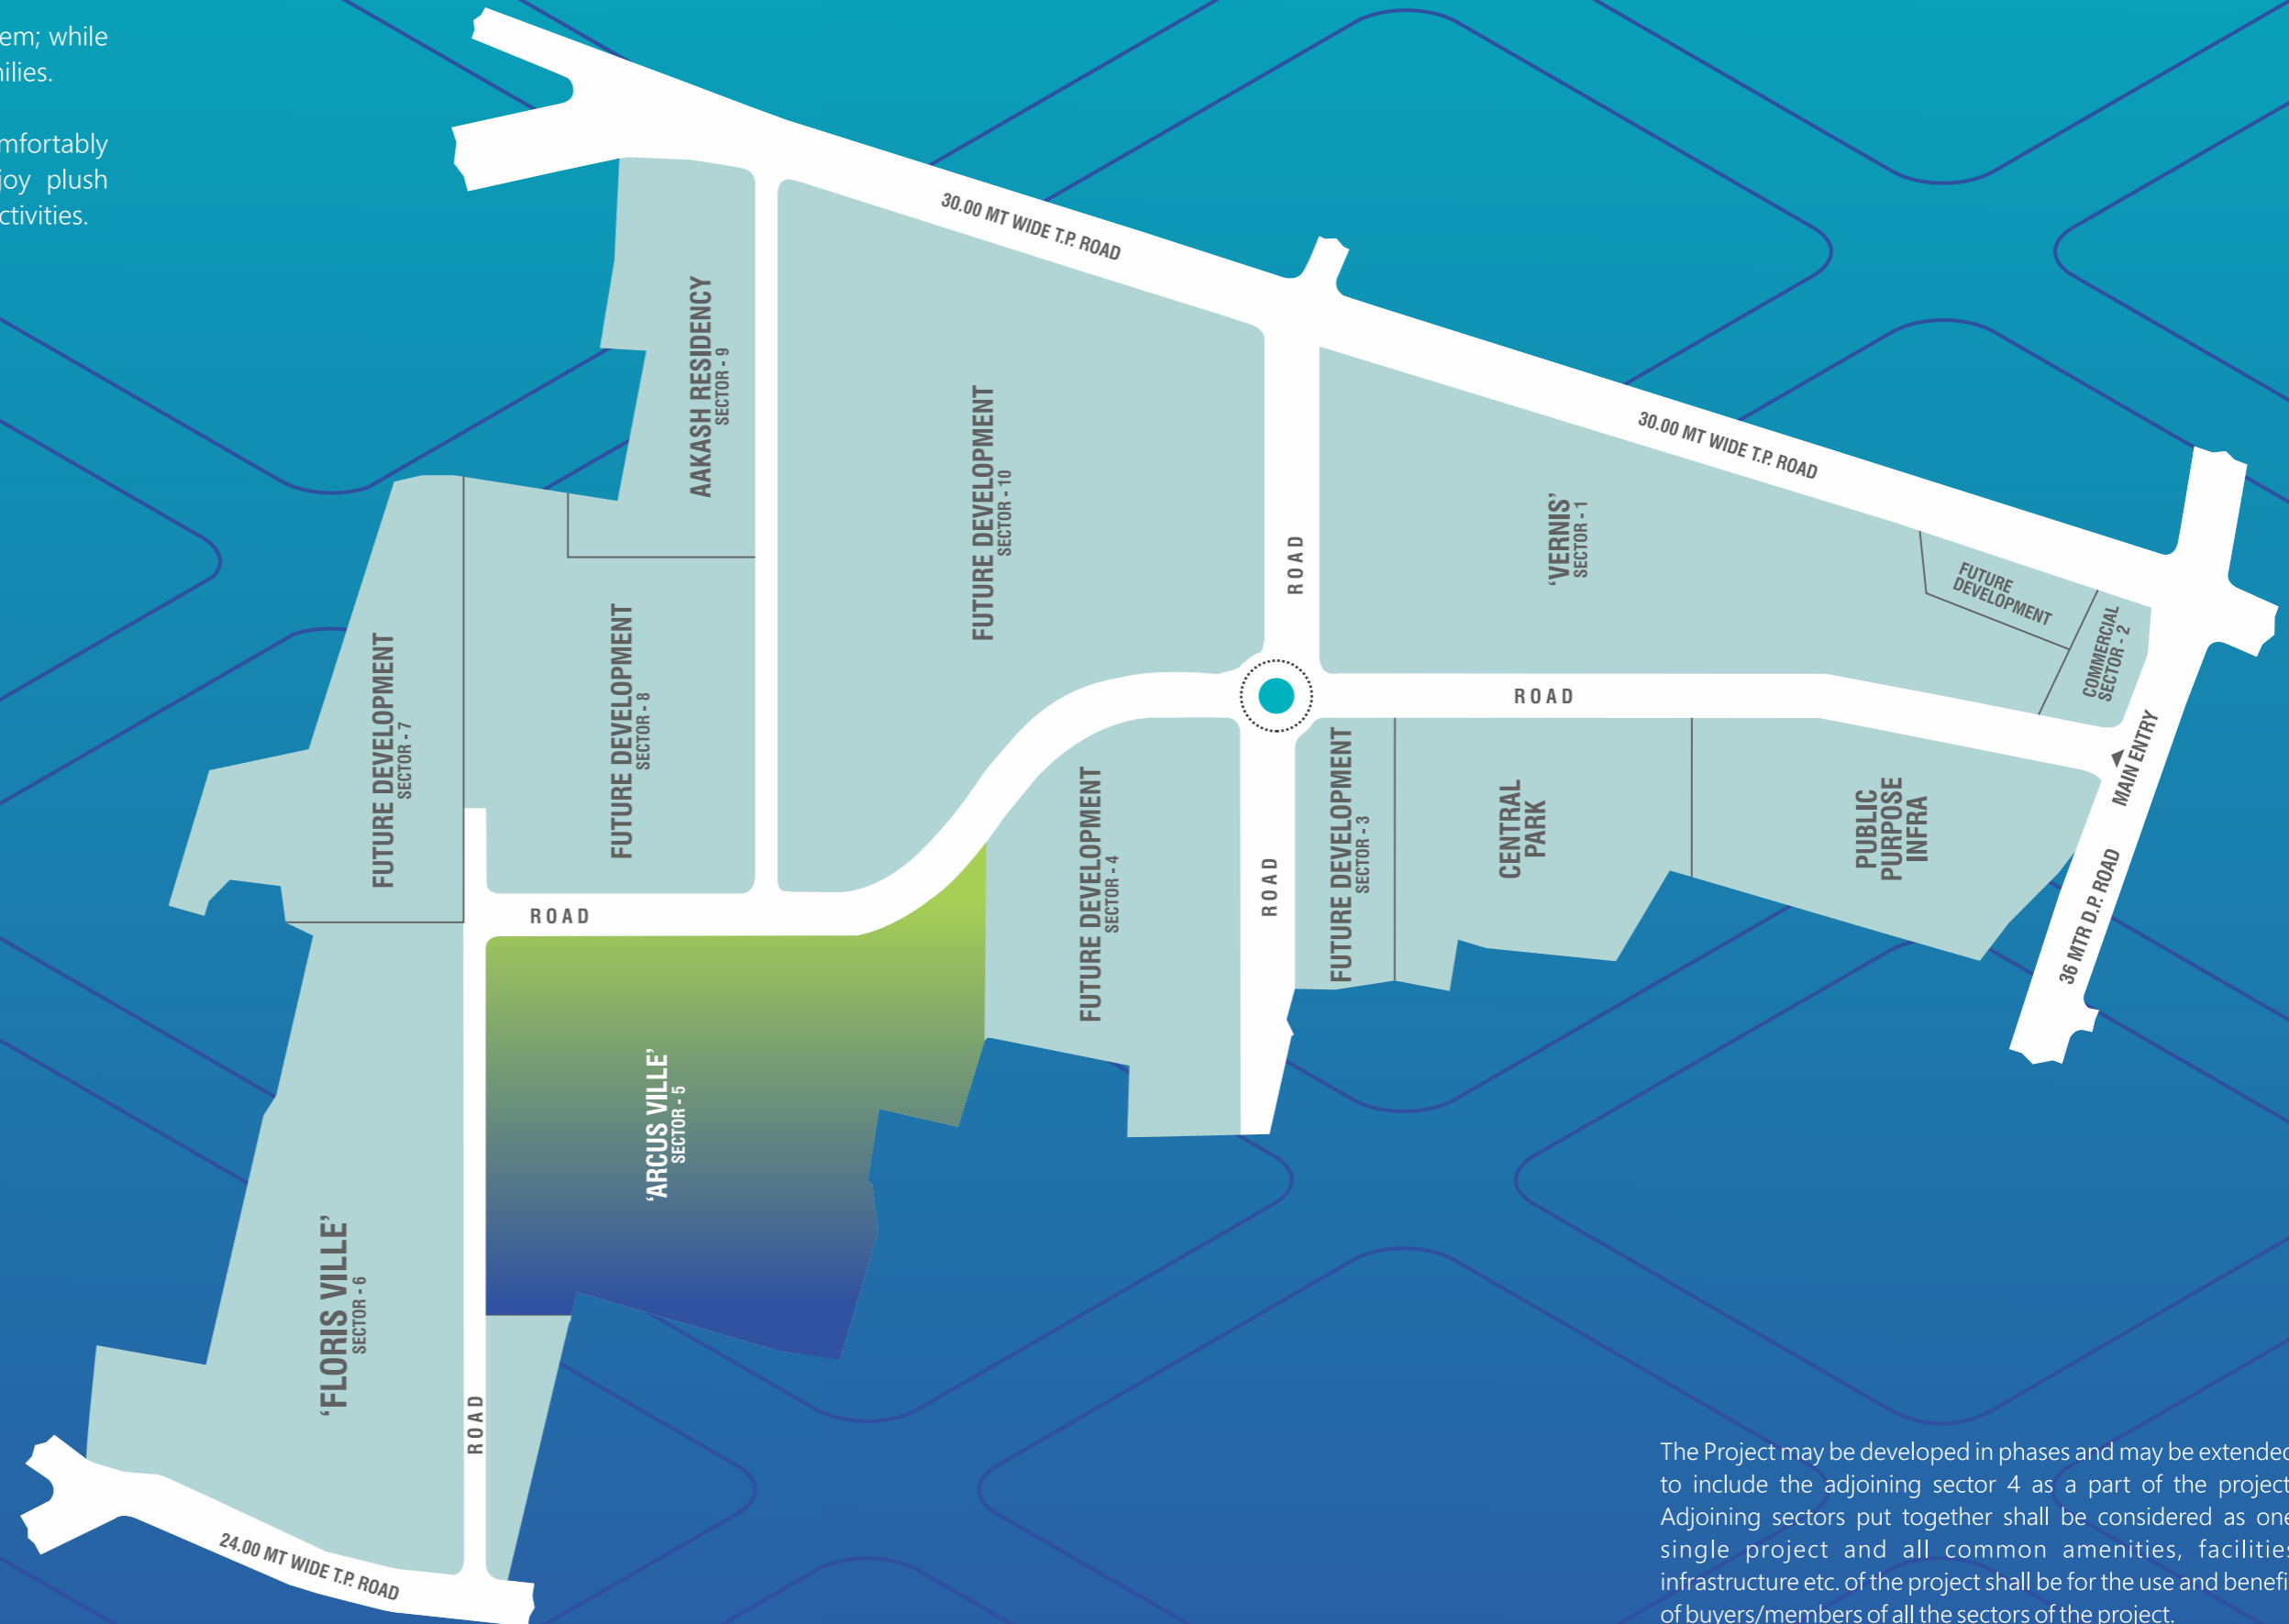 em; while
ilies.
mfortably
joy plush
ctivities.
30.00 MT WIDE T.P. ROAD
AAKASH RESIDENCY
SECTOR - 9
FUTURE DEVELOPMENT
SECTOR - 10
30.00 MT WIDE T.P. ROAD
ROAD
‘VERNIS’
SECTOR - 1
FUTURE
DEVELOPMENT
COMMERCIAL
SECTOR - 2
FUTURE DEVELOPMENT
SECTOR - 7
FUTURE DEVELOPMENT
SECTOR - 8
ROAD
MAIN ENTRY
FUTURE DEVELOPMENT
SECTOR - 4
ROAD
FUTURE DEVELOPMENT
SECTOR - 3
CENTRAL
PARK
PUBLIC
PURPOSE
INFRA
36 MTR D.P. ROAD
ROAD
‘ARCUS VILLE’
SECTOR - 5
‘FLORIS VILLE’
SECTOR - 6
ROAD
24.00 MT WIDE T.P. ROAD
The Project may be developed in phases and may be extended
to include the adjoining sector 4 as a part of the project
Adjoining sectors put together shall be considered as one
single project and all common amenities, facilities
infrastructure etc. of the project shall be for the use and benefi
of buyers/members of all the sectors of the project.